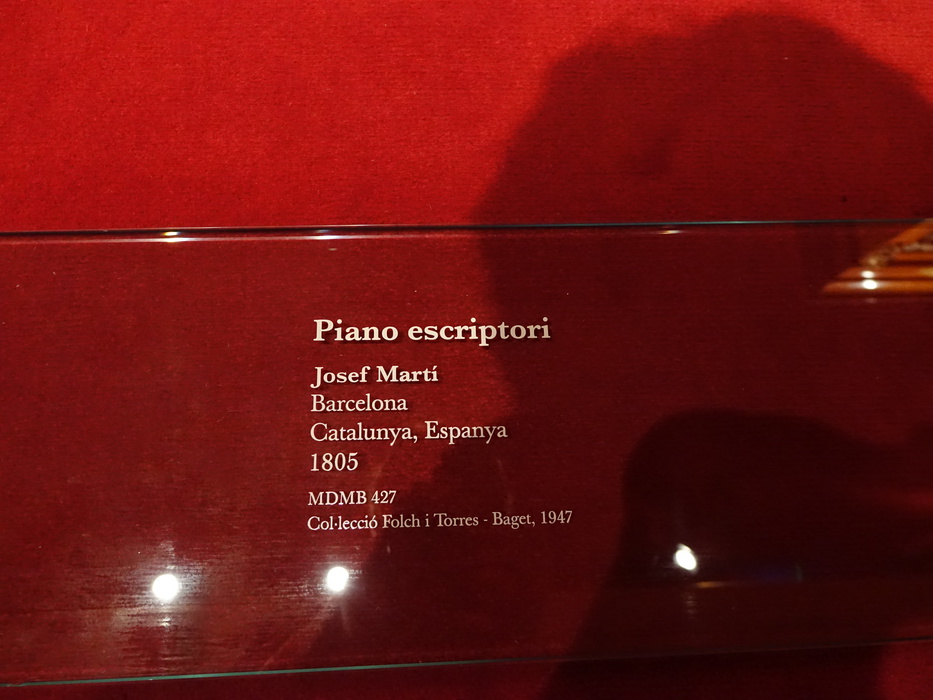 Piano escriptori
Josef Martí
Barcelona
Catalunya, Espanya
1805
MDMB 427
Col·lecció Folch i Torres - Baget, 1947